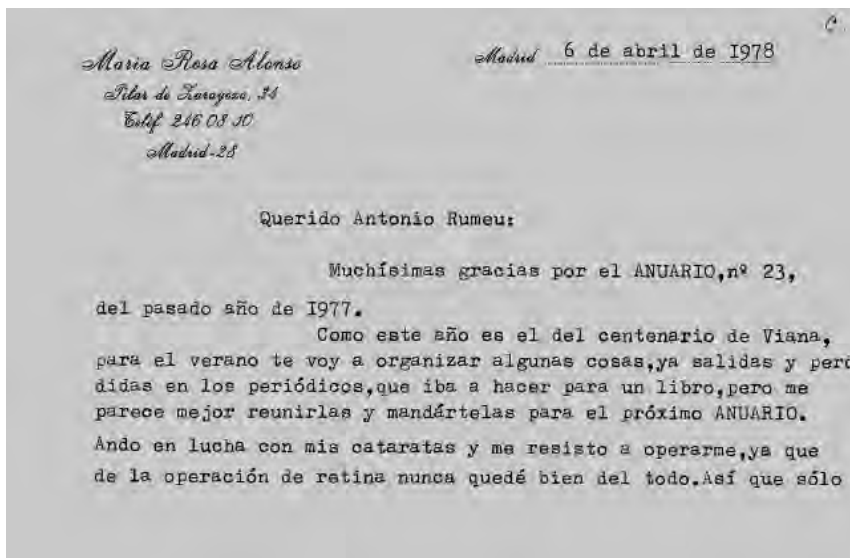 C.
Maria Rosa Alonso
Pilar de Zaragoza, 34
Teléf. 246 08 10
Madrid-28
Madrid 6 de abril de I978
Querido Antonio Rumeu:
Muchísimas gracias por el ANUARIO,nº 23,
del pasado año de I977.
Como este año es el del centenario de Viana,
para el verano te voy a organizar algunas cosas,ya salidas y per
didas en los periódicos,que iba a hacer para un libro,pero me
parece mejor reunirlas y mandártelas para el próximo ANUARIO.
Ando en lucha con mis cataratas y me resisto a operarme,ya que
de la operación de retina nunca quedé bien del todo.Así que sólo